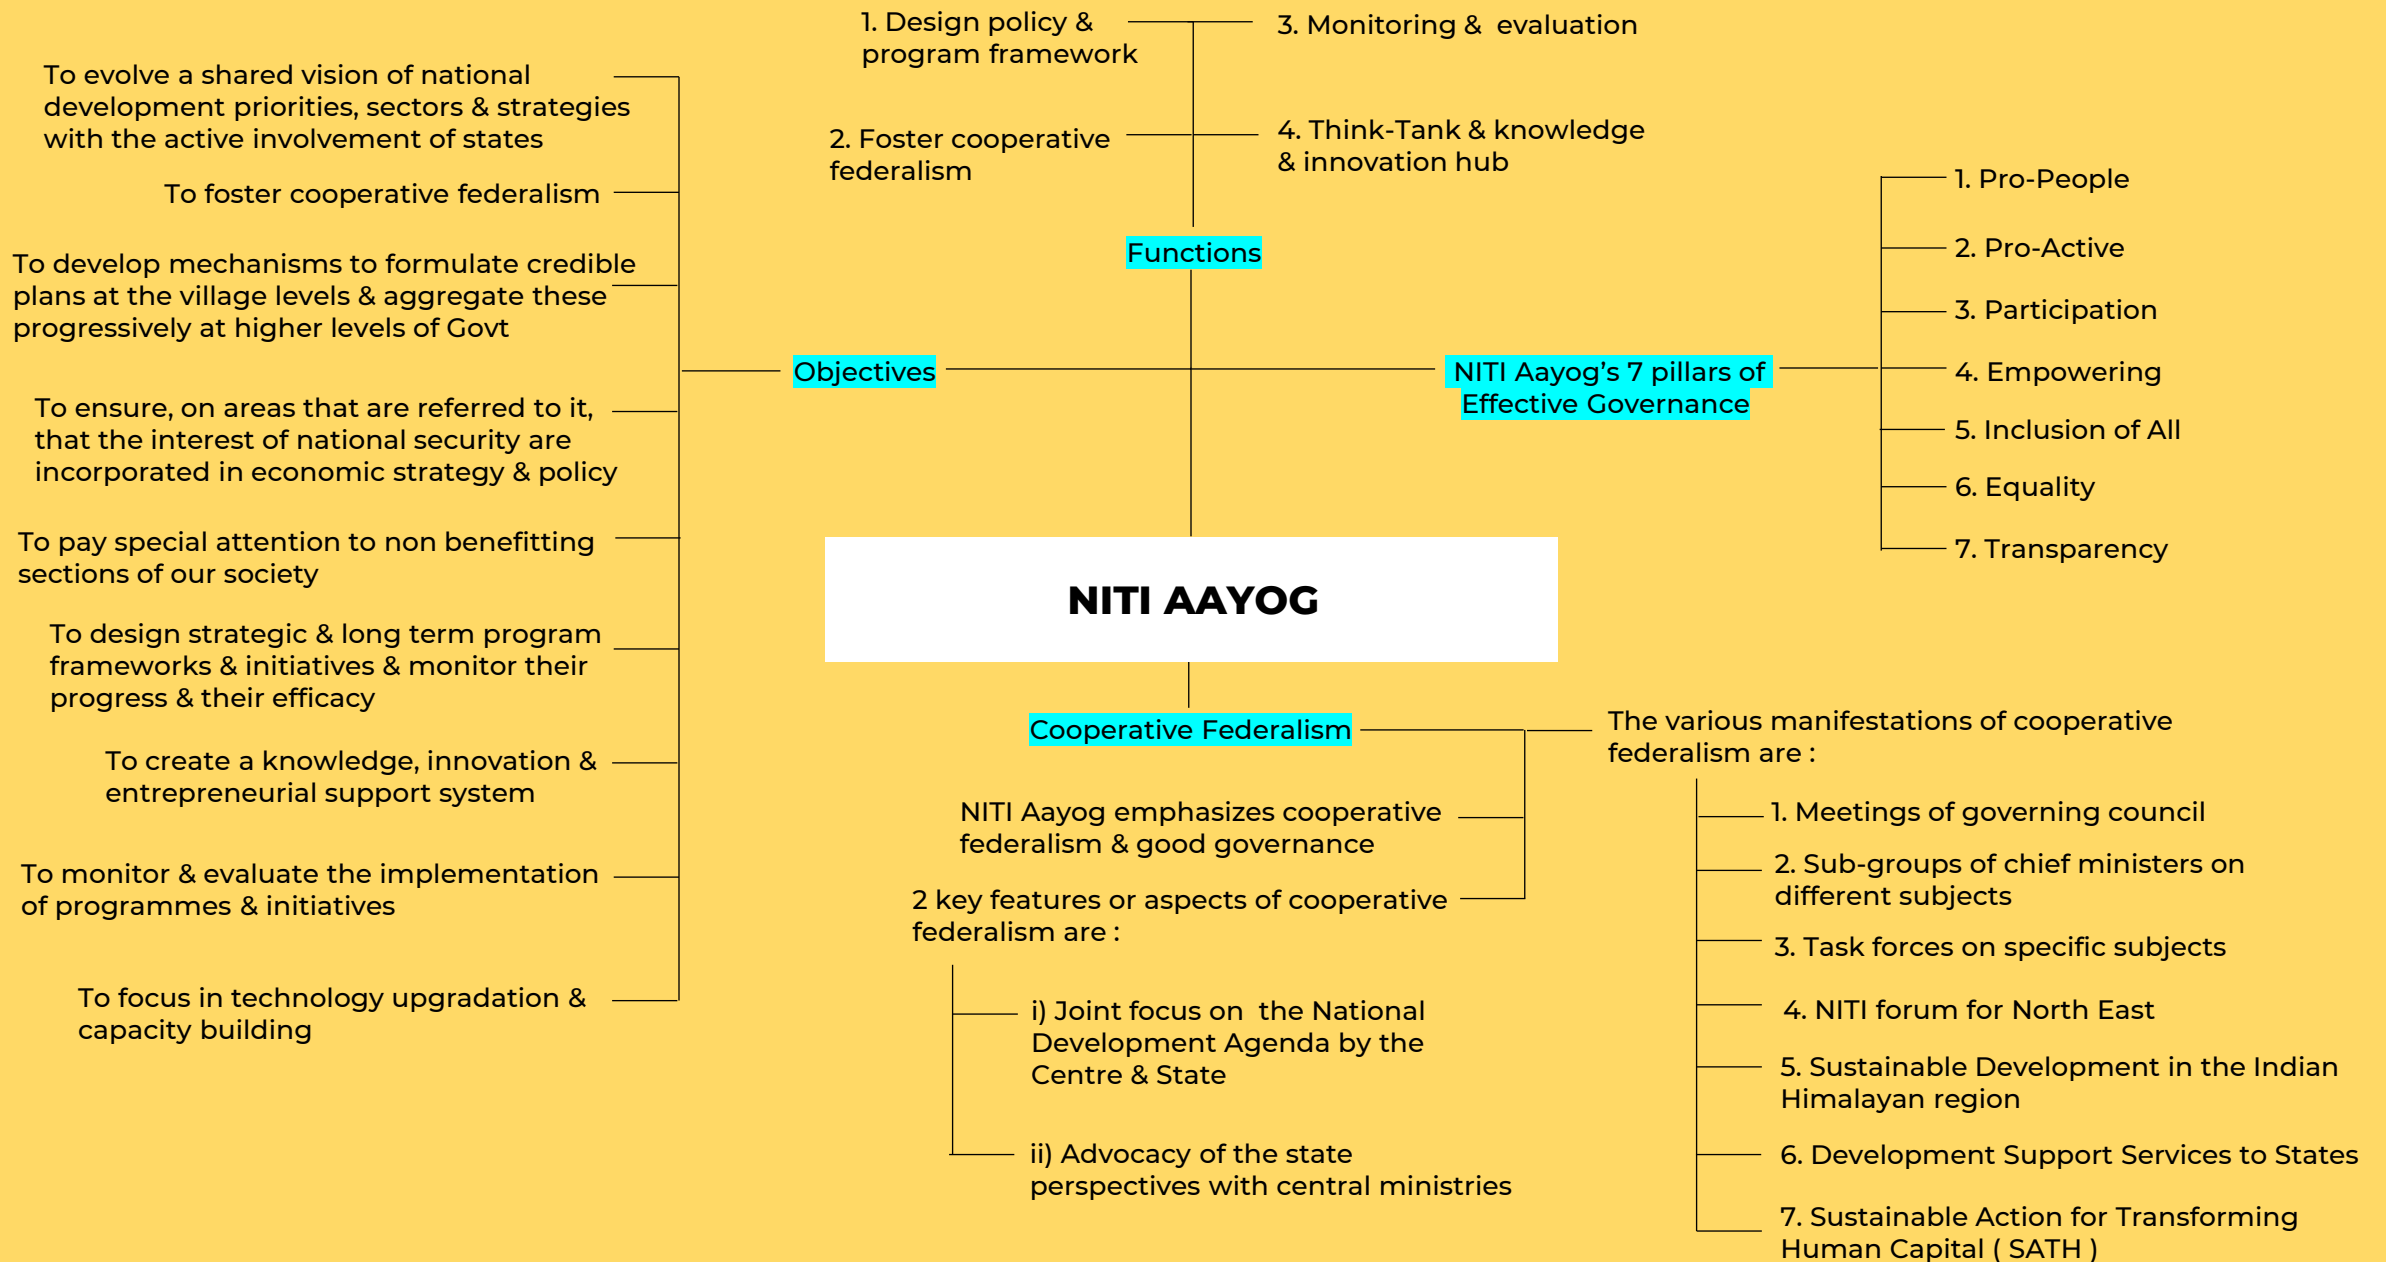 1. Design policy &
program framework
3. Monitoring & evaluation
2. Foster cooperative
federalism
4. Think-Tank & knowledge
& innovation hub
Functions
To evolve a shared vision of national
development priorities, sectors & strategies
with the active involvement of states
To foster cooperative federalism
To develop mechanisms to formulate credible
plans at the village levels & aggregate these
progressively at higher levels of Govt
To ensure, on areas that are referred to it,
that the interest of national security are
incorporated in economic strategy & policy
To pay special attention to non benefitting
sections of our society
To design strategic & long term program
frameworks & initiatives & monitor their
progress & their efficacy
To create a knowledge, innovation &
entrepreneurial support system
To monitor & evaluate the implementation
of programmes & initiatives
To focus in technology upgradation &
capacity building
Objectives
NITI Aayog’s 7 pillars of
Effective Governance
1. Pro-People
2. Pro-Active
3. Participation
4. Empowering
5. Inclusion of All
6. Equality
7. Transparency
NITI AAYOG
Cooperative Federalism
NITI Aayog emphasizes cooperative
federalism & good governance
2 key features or aspects of cooperative
federalism are :
i) Joint focus on the National
Development Agenda by the
Centre & State
ii) Advocacy of the state
perspectives with central ministries
The various manifestations of cooperative
federalism are :
1. Meetings of governing council
2. Sub-groups of chief ministers on
different subjects
3. Task forces on specific subjects
4. NITI forum for North East
5. Sustainable Development in the Indian
Himalayan region
6. Development Support Services to States
7. Sustainable Action for Transforming
Human Capital ( SATH )